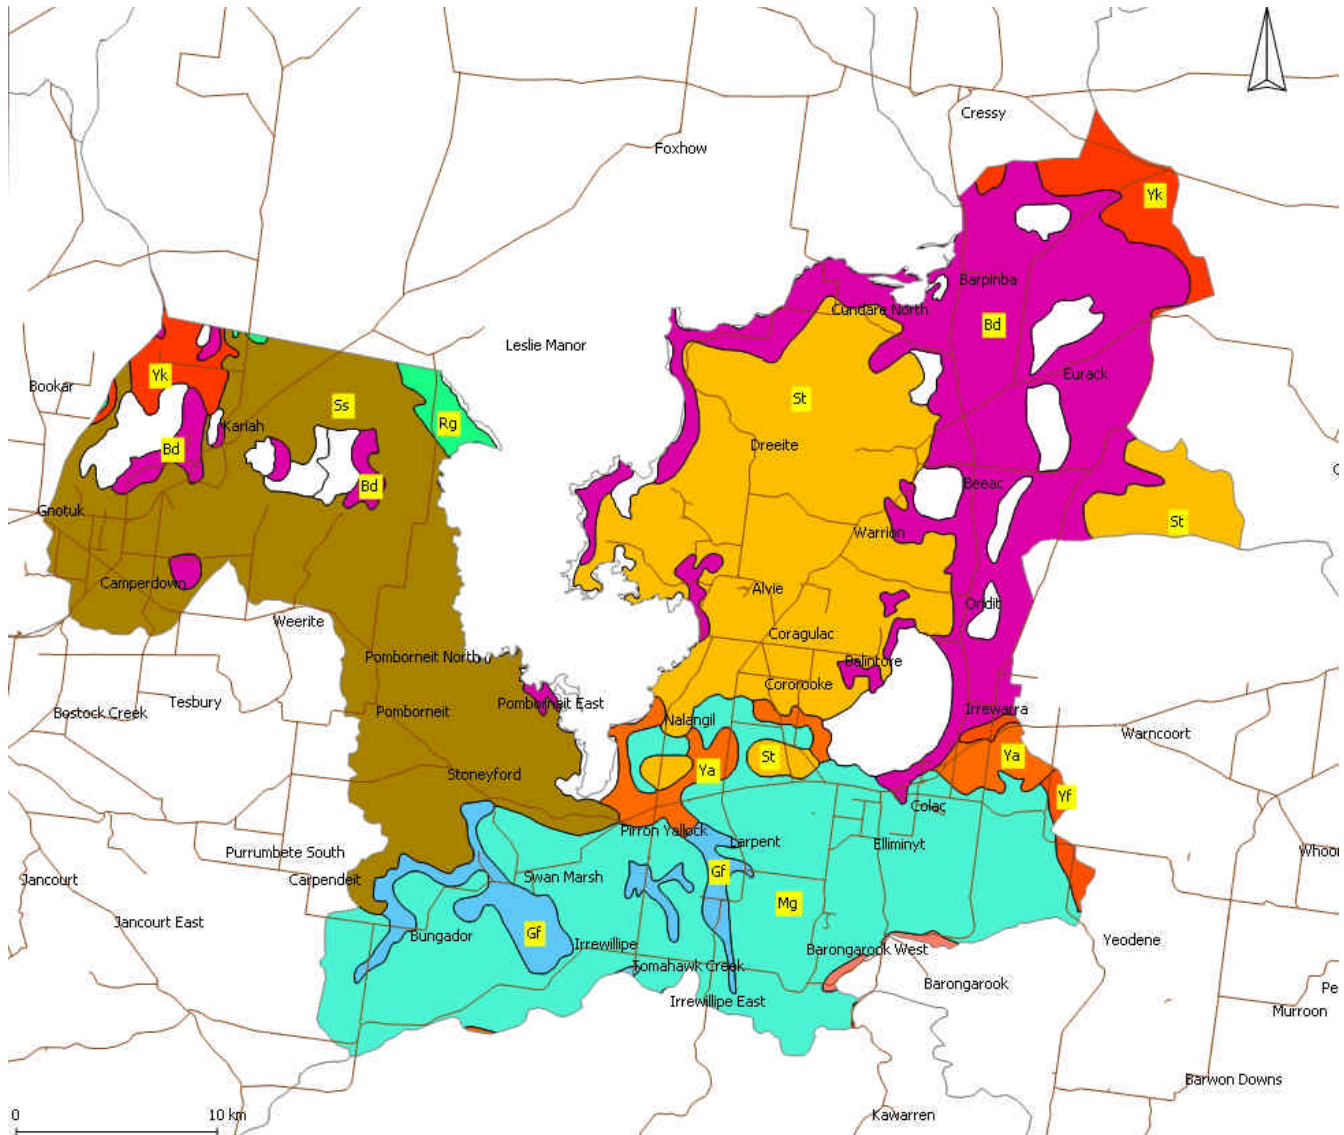 Cressy
Foxhow
Yk
Barpinba
Cundare North
Bd
Leslie Manor
Eurack
Yk
Bookar
St
Ss
Kariah
Rg
Dreeite
Bd
Bd
Beeac
Gnotuk
St
Warrion
Camperdown
Alvie
Ondit
Weerite
Coragulac
Pomborneit North
Balintore
Cororooke
Tesbury
Pomborneit East
Bostock Creek
Pomborneit
Irrewarra
Nalangil
Warncoort
St
Ya
Stoneyford
Ya
Yf
Colac
Pirron Yallock
Larpent
Elliminyt
Purrumbete South
Gf
Swan Marsh
Jancourt
Carpendeit
Mg
Jancourt East
Gf
Bungador
Irrewillipe
Barongarook West
Yeodene
Tomahawk Creek
Barongarook
Irrewillipe East
Murroon
Barwon Downs
0
10 km
Kawarren